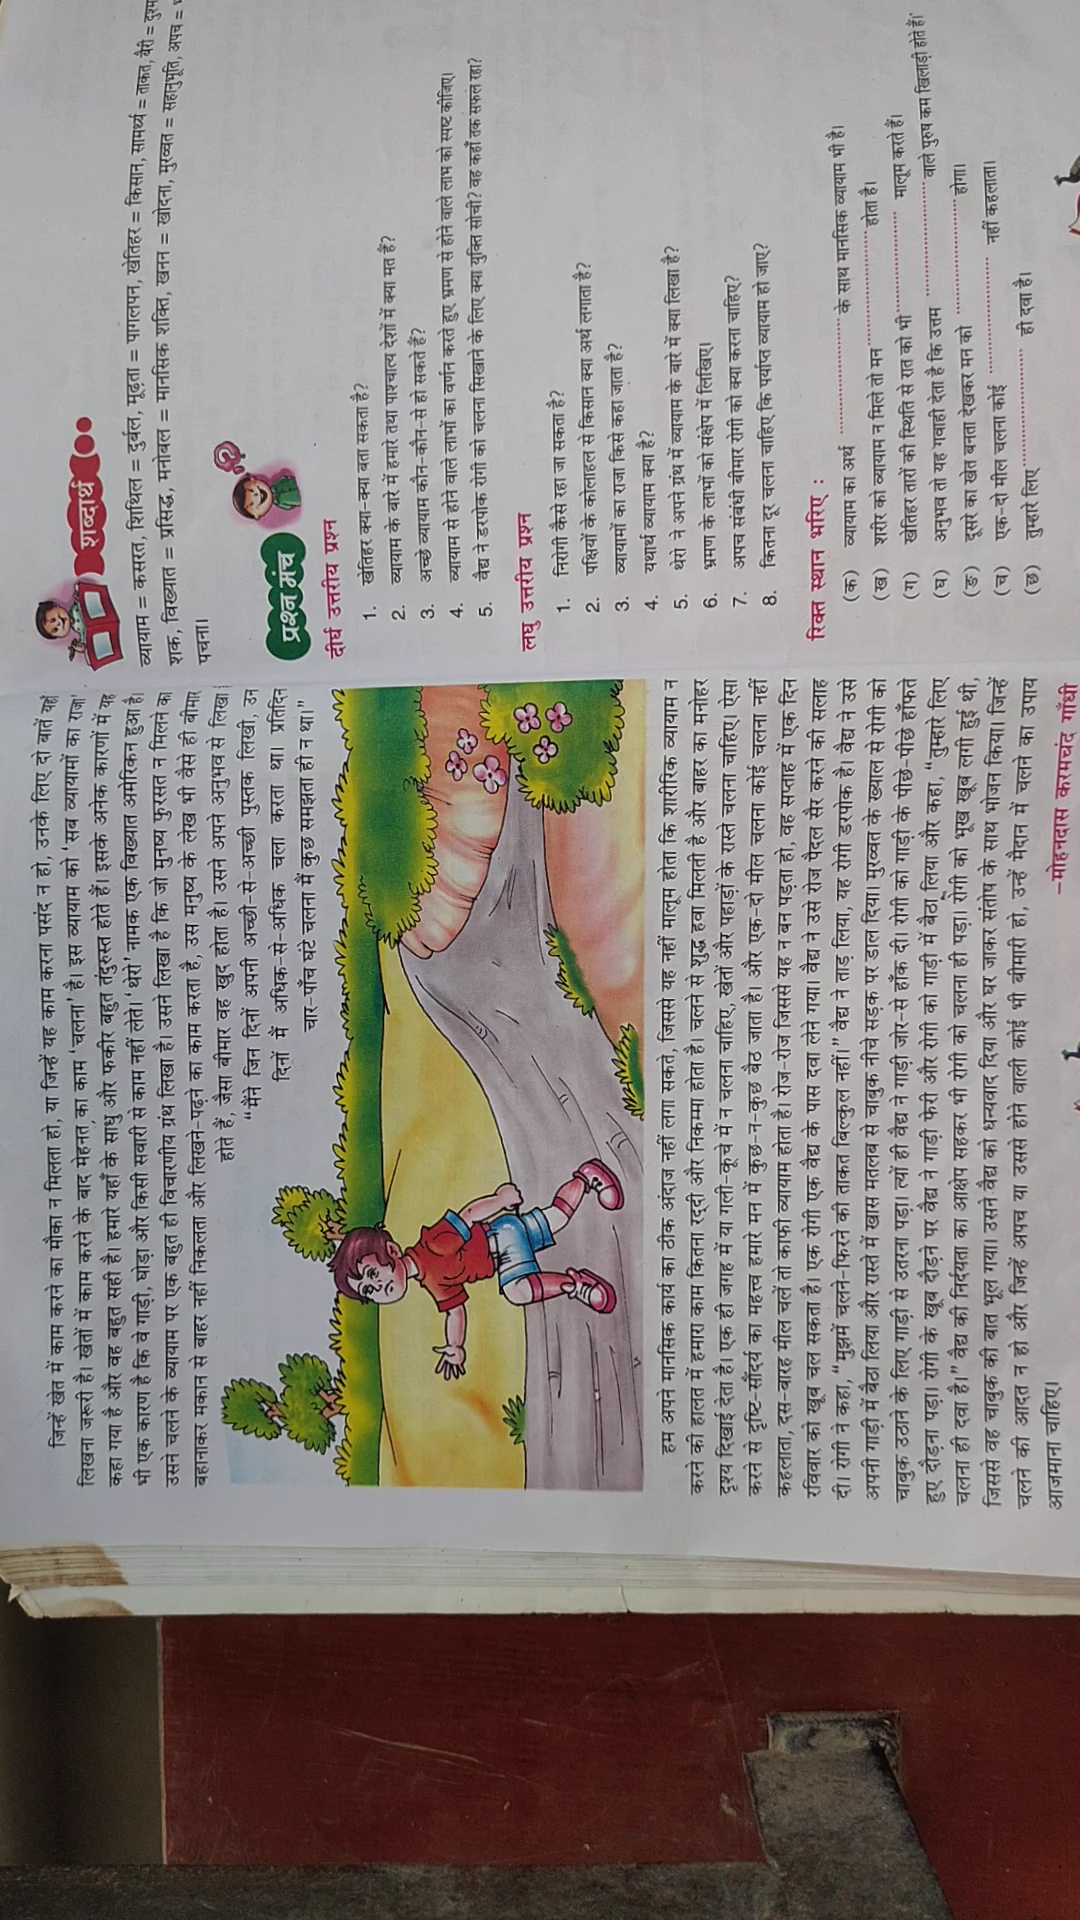 जिन्हें खेत में काम करने का मौका न मिलता हो, या जिन्हें यह काम करना पसंद न हो, उनके लिए दो बातें यहाँ
लिखना जरूरी है। खेतों में काम करने के बाद मेहनत का काम ‘चलना’ है। इस व्यायाम को ‘सब व्यायामों का राजा’
कहा गया है और वह बहुत सही है। हमारे यहाँ के साधु और फकीर बहुत तंदुरुस्त होते हैं। इसके अनेक कारणों में यह
भी एक कारण है कि वे गाड़ी, घोड़ा और किसी सवारी से काम नहीं लेते। ‘थेरो’ नामक एक विख्यात अमेरिकन हुआ है।
उसने चलने के व्यायाम पर एक बहुत ही विचारणीय ग्रंथ लिखा है। उसने लिखा है कि जो मनुष्य फुरसत न मिलने का
बहानाकर मकान से बाहर नहीं निकलता और लिखने-पढ़ने का काम करता है, उस मनुष्य के लेख भी वैसे ही बीमार
होते हैं, जैसा बीमार वह खुद होता है। उसने अपने अनुभव से लिखा
“मैंने जिन दिनों अपनी अच्छी-से-अच्छी पुस्तक लिखी, उन
दिनों में अधिक-से-अधिक चला करता था। प्रतिदिन
चार-पाँच घंटे चलना मैं कुछ समझता ही न था।”
हम अपने मानसिक कार्य का ठीक अंदाज नहीं लगा सकते, जिससे यह नहीं मालूम होता कि शारीरिक व्यायाम न
करने की हालत में हमारा काम कितना रद्दी और निकम्मा होता है। चलने से शुद्ध हवा मिलती है और बाहर का मनोहर
दृश्य दिखाई देता है। एक ही जगह में या गली-कूचे में न चलना चाहिए, खेतों और पहाड़ों के रास्ते चलना चाहिए। ऐसा
करने से दृष्टि-सौंदर्य का महत्त्व हमारे मन में कुछ-न-कुछ बैठ जाता है। और एक-दो मील चलना कोई चलना नहीं
कहलाता, दस-बारह मील चलें तो काफी व्यायाम होता है। रोज-रोज जिससे यह न बन पड़ता हो, वह सप्ताह में एक दिन
रविवार को खूब चल सकता है। एक रोगी एक वैद्य के पास दवा लेने गया। वैद्य ने उसे रोज पैदल सैर करने की सलाह
दी। रोगी ने कहा, “मुझमें चलने-फिरने की ताकत बिल्कुल नहीं।” वैद्य ने ताड़ लिया, यह रोगी डरपोक है। वैद्य ने उसे
अपनी गाड़ी में बैठा लिया और रास्ते में खास मतलब से चाबुक नीचे सड़क पर डाल दिया। मुरव्वत के ख्याल से रोगी को
चाबुक उठाने के लिए गाड़ी से उतरना पड़ा। त्यों ही वैद्य ने गाड़ी जोर-से हाँक दी। रोगी को गाड़ी के पीछे-पीछे हाँफते
हुए दौड़ना पड़ा। रोगी के खूब दौड़ने पर वैद्य ने गाड़ी फेरी और रोगी को गाड़ी में बैठा लिया और कहा, “तुम्हारे लिए
चलना ही दवा है।” वैद्य की निर्दयता का आक्षेप सहकर भी रोगी को चलना ही पड़ा। रोगी को भूख खूब लगी हुई थी,
जिससे वह चाबुक की बात भूल गया। उसने वैद्य को धन्यवाद दिया और घर जाकर संतोष के साथ भोजन किया। जिन्हें
चलने की आदत न हो और जिन्हें अपच या उससे होने वाली कोई भी बीमारी हो, उन्हें मैदान में चलने का उपाय
आजमाना चाहिए।
–मोहनदास करमचंद गाँधी
शब्दार्थ
व्यायाम = कसरत, शिथिल = दुर्बल, मूढ़ता = पागलपन, खेतिहर = किसान, सामर्थ्य = ताकत, बैरी =
शक, विख्यात = प्रसिद्ध, मनोबल = मानसिक शक्ति, खनन = खोदना, मुरव्वत = सहानुभूति, अपच =
पचना।
प्रश्न मंच
दीर्घ उत्तरीय प्रश्न
1. खेतिहर क्या-क्या बता सकता है?
2. व्यायाम के बारे में हमारे तथा पाश्चात्य देशों में क्या मत हैं?
3. अच्छे व्यायाम कौन-कौन-से हो सकते हैं?
4. व्यायाम से होने वाले लाभों का वर्णन करते हुए भ्रमण से होने वाले लाभ को स्पष्ट कीजिए।
5. वैद्य ने डरपोक रोगी को चलना सिखाने के लिए क्या युक्ति सोची? वह कहाँ तक सफल रहा?
लघु उत्तरीय प्रश्न
1. निरोगी कैसे रहा जा सकता है?
2. पक्षियों के कोलाहल से किसान क्या अर्थ लगाता है?
3. व्यायामों का राजा किसे कहा जाता है?
4. यथार्थ व्यायाम क्या है?
5. थेरो ने अपने ग्रंथ में व्यायाम के बारे में क्या लिखा है?
6. भ्रमण के लाभों को संक्षेप में लिखिए।
7. अपच संबंधी बीमार रोगी को क्या करना चाहिए?
8. कितना दूर चलना चाहिए कि पर्याप्त व्यायाम हो जाए?
रिक्त स्थान भरिए :
(क) व्यायाम का अर्थ .................... के साथ मानसिक व्यायाम भी है।
(ख) शरीर को व्यायाम न मिले तो मन .................... होता है।
(ग) खेतिहर तारों की स्थिति से रात को भी .................... मालूम करते हैं।
(घ) अनुभव तो यह गवाही देता है कि उत्तम .................... वाले पुरुष कम खिलाड़ी होते हैं।
(ङ) दूसरे का खेत बनता देखकर मन को .................... होगा।
(च) एक-दो मील चलना कोई .................... नहीं कहलाता।
(छ) तुम्हारे लिए .................... ही दवा है।